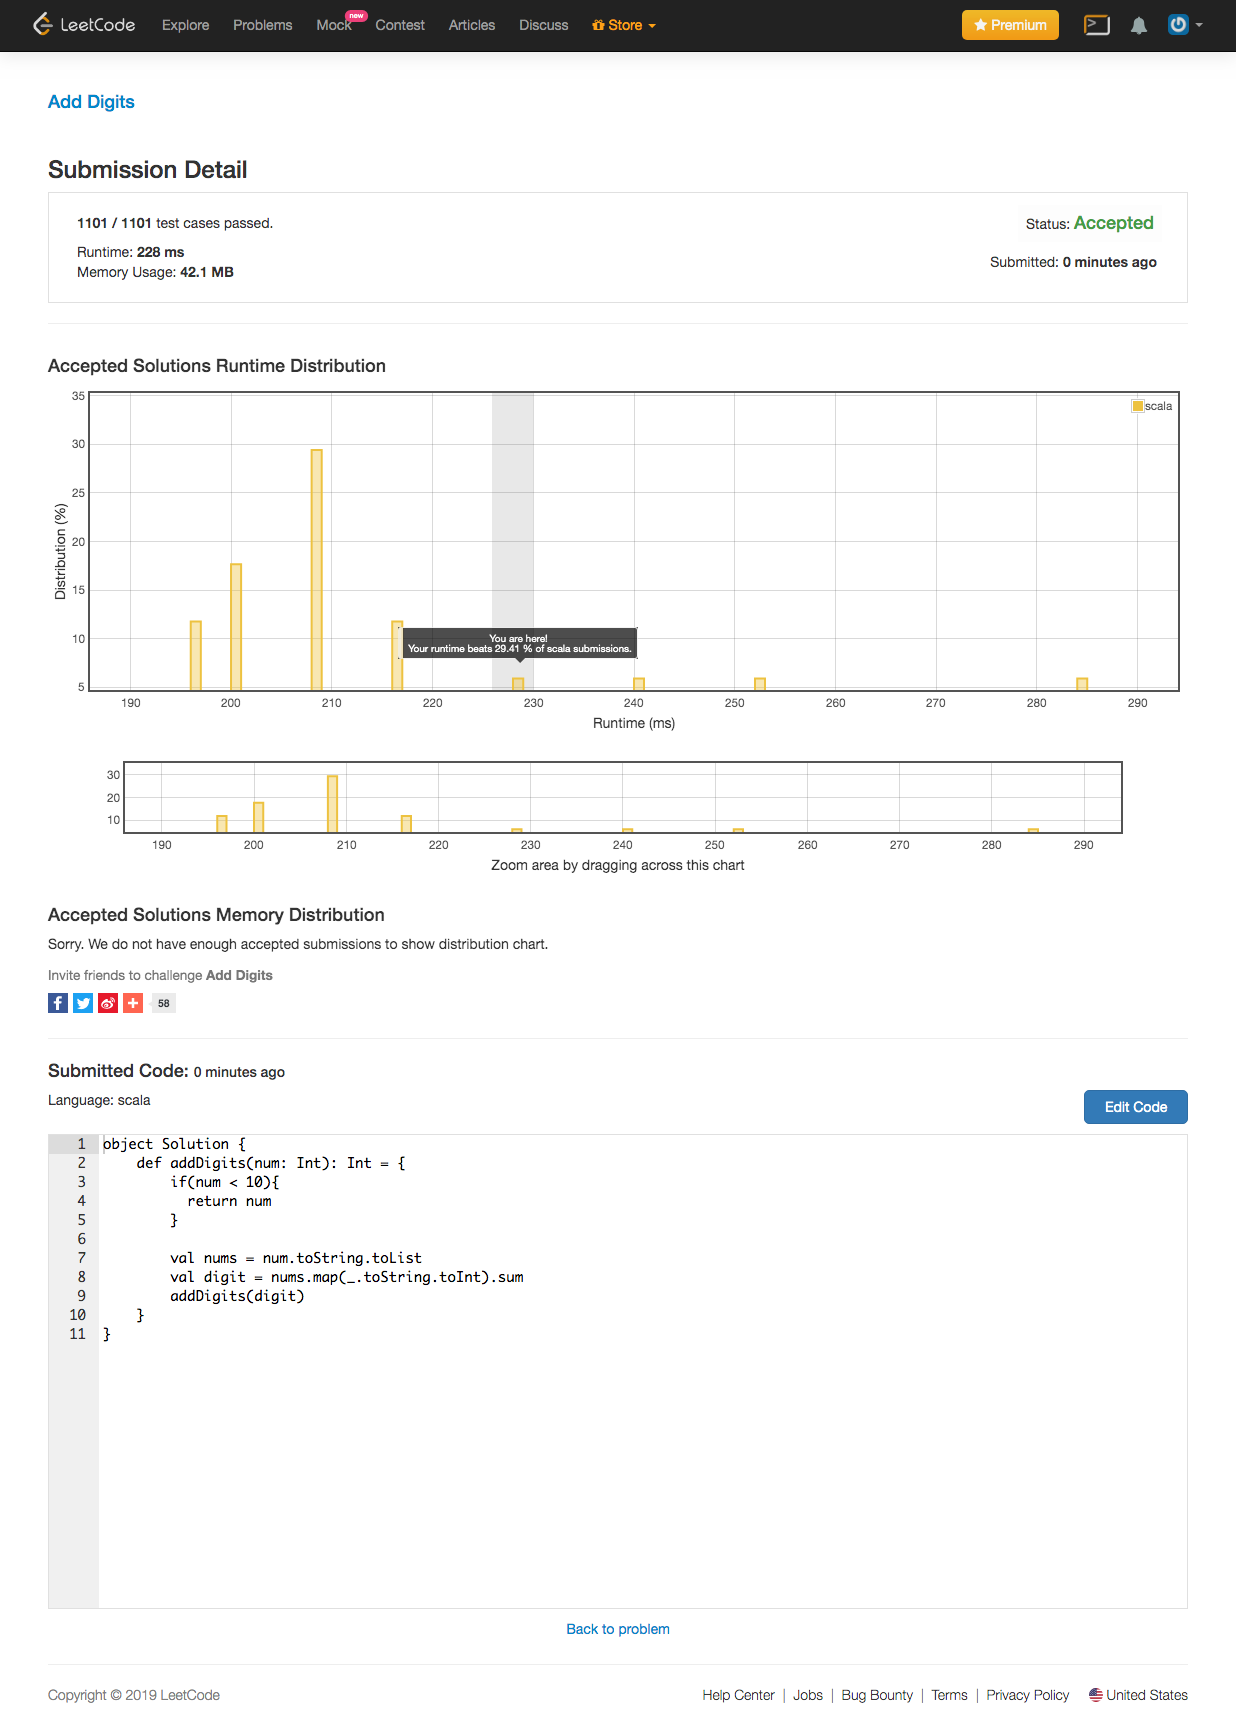 LeetCode Explore Problems Mock new Contest Articles Discuss Store Premium
Add Digits
Submission Detail
1101 / 1101 test cases passed.
Status: Accepted
Runtime: 228 ms
Memory Usage: 42.1 MB
Submitted: 0 minutes ago
Accepted Solutions Runtime Distribution
35
30
25
20
15
10
5
Distribution (%)
scala
You are here!
Your runtime beats 29.41 % of scala submissions.
190 200 210 220 230 240 250 260 270 280 290
Runtime (ms)
30
20
10
190 200 210 220 230 240 250 260 270 280 290
Zoom area by dragging across this chart
Accepted Solutions Memory Distribution
Sorry. We do not have enough accepted submissions to show distribution chart.
Invite friends to challenge Add Digits
58
Submitted Code: 0 minutes ago
Language: scala
Edit Code
1 object Solution {
2     def addDigits(num: Int): Int = {
3         if(num < 10){
4           return num
5         }
6
7         val nums = num.toString.toList
8         val digit = nums.map(_.toString.toInt).sum
9         addDigits(digit)
10     }
11 }
Back to problem
Copyright © 2019 LeetCode
Help Center | Jobs | Bug Bounty | Terms | Privacy Policy United States